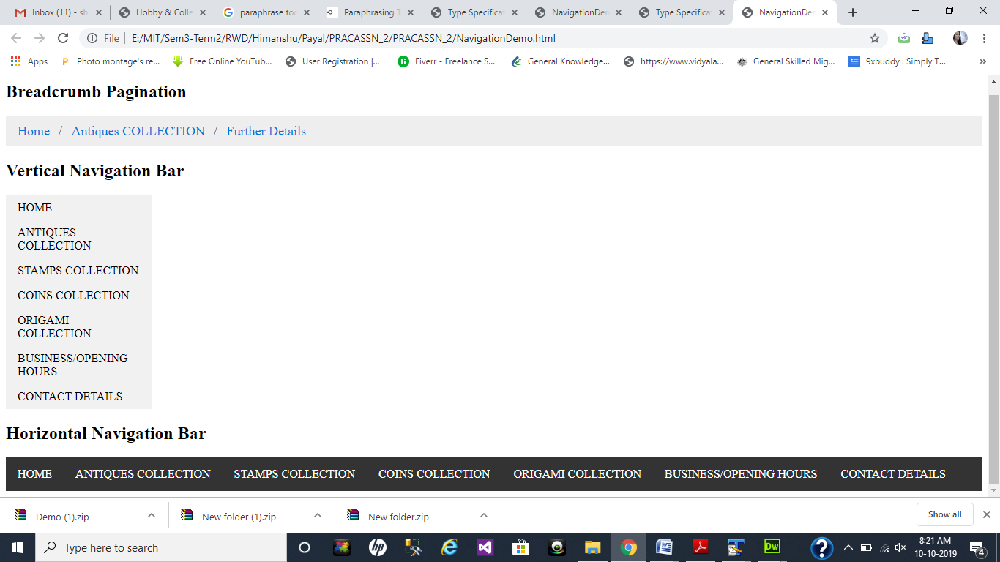 Inbox (11) - sh
Hobby & Colle
paraphrase too
Paraphrasing T
Type Specificat
NavigationDem
Type Specificat
NavigationDem
File | E:/MIT/Sem3-Term2/RWD/Himanshu/Payal/PRACASSN_2/PRACASSN_2/NavigationDemo.html
Apps
Photo montage's re...
Free Online YouTub...
User Registration |...
Fiverr - Freelance S...
General Knowledge...
https://www.vidyala...
General Skilled Mig...
9xbuddy : Simply T...
»
Breadcrumb Pagination
Home / Antiques COLLECTION / Further Details
Vertical Navigation Bar
HOME
ANTIQUES
COLLECTION
STAMPS COLLECTION
COINS COLLECTION
ORIGAMI
COLLECTION
BUSINESS/OPENING
HOURS
CONTACT DETAILS
Horizontal Navigation Bar
HOME ANTIQUES COLLECTION STAMPS COLLECTION COINS COLLECTION ORIGAMI COLLECTION BUSINESS/OPENING HOURS CONTACT DETAILS
Demo (1).zip
New folder (1).zip
New folder.zip
Show all
Type here to search
8:21 AM
10-10-2019
4